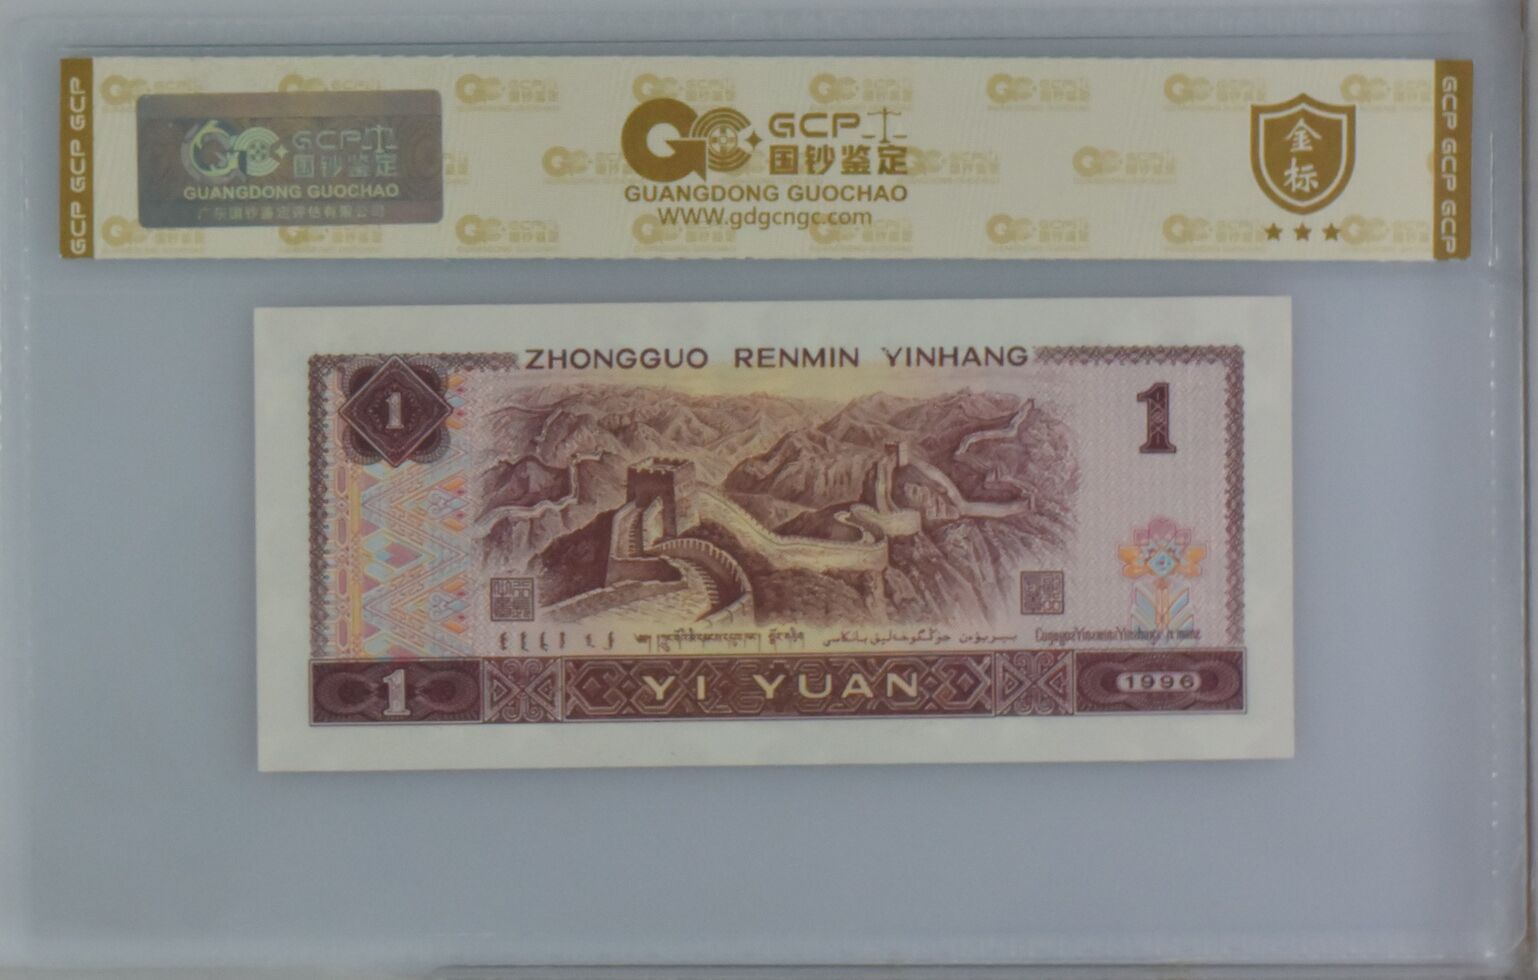 GCP GCP GCP
GCP
国钞鉴定
GUANGDONG GUOCHAO
广东国钞鉴定评估有限公司
GCP
国钞鉴定
GUANGDONG GUOCHAO
WWW.gdgcngc.com
金标
GCP GCP GCP
ZHONGGUO RENMIN YINHANG
1
1
1
YI YUAN
1996